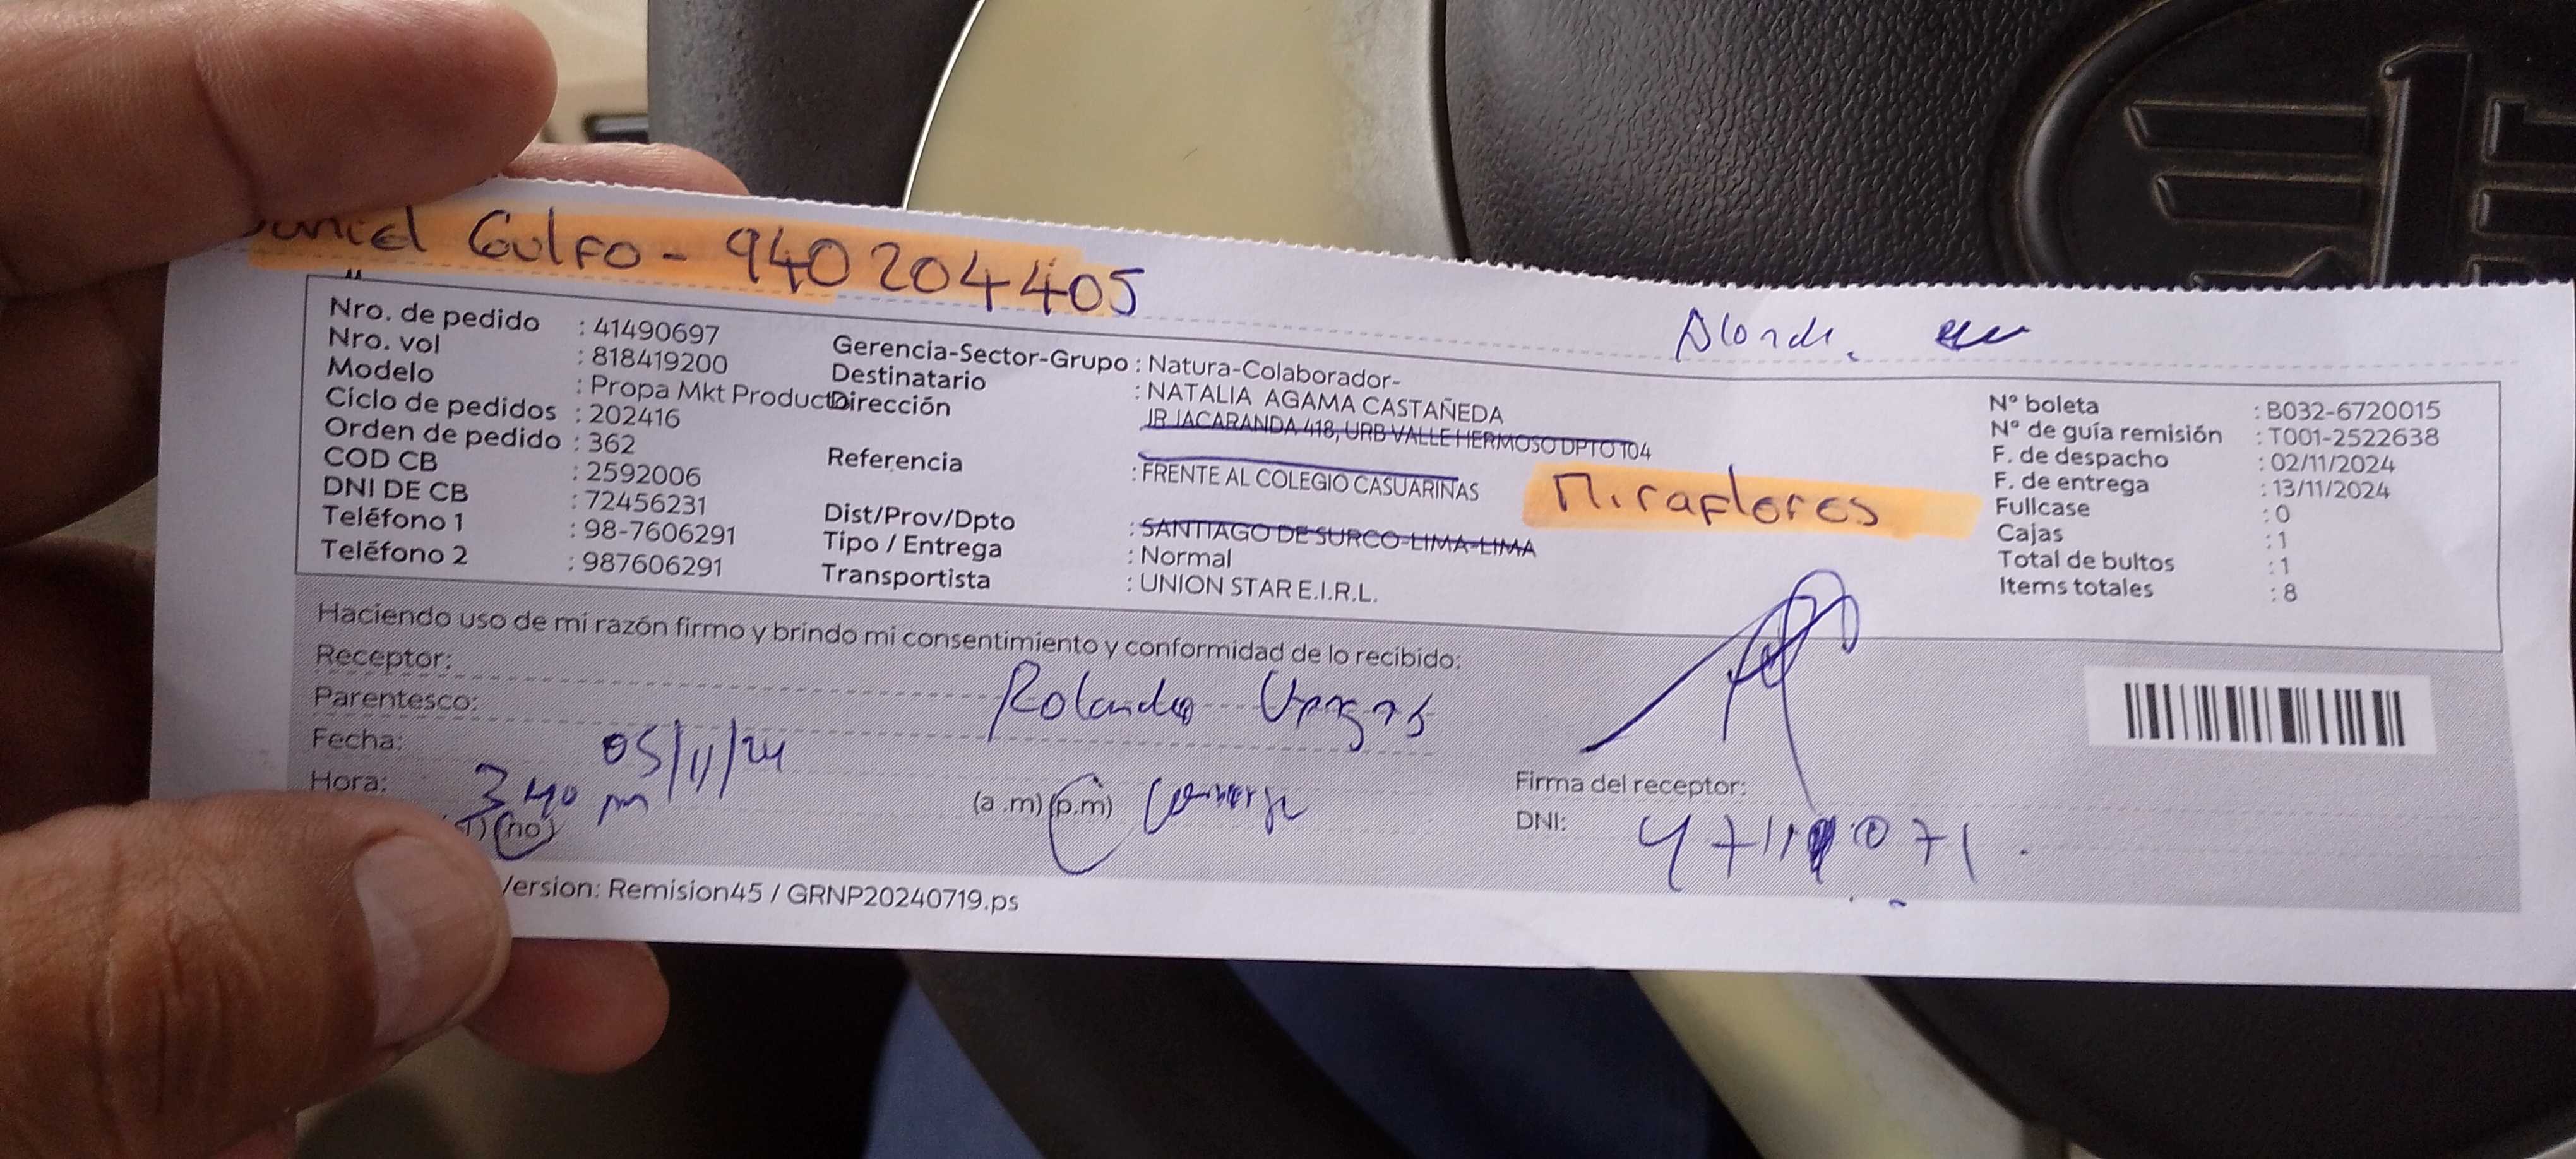 Gulfo - 940 204405
Alonde.
Nro. de pedido : 41490697
Nro. vol : 818419200
Modelo : Propa Mkt Producto
Ciclo de pedidos : 202416
Orden de pedido : 362
COD CB : 2592006
DNI DE CB : 72456231
Teléfono 1 : 98-7606291
Teléfono 2 : 987606291
Gerencia-Sector-Grupo : Natura-Colaborador-
Destinatario : NATALIA AGAMA CASTAÑEDA
Dirección JR JACARANDA 418, URB VALLE HERMOSO DPTO 104
Referencia : FRENTE AL COLEGIO CASUARINAS
Miraflores
Dist/Prov/Dpto : SANTIAGO DE SURCO-LIMA-LIMA
Tipo / Entrega : Normal
Transportista : UNION STAR E.I.R.L.
Nº boleta : B032-6720015
Nº de guía remisión : T001-2522638
F. de despacho : 02/11/2024
F. de entrega : 13/11/2024
Fullcase : 0
Cajas : 1
Total de bultos : 1
Items totales : 8
Haciendo uso de mi razón firmo y brindo mi consentimiento y conformidad de lo recibido:
Receptor:
Parentesco: Rolando Vargas
Fecha: 05/11/24
Hora: 3 40 pm (a.m) (p.m)
(no)
Firma del receptor:
DNI:
Version: Remision45 / GRNP20240719.ps